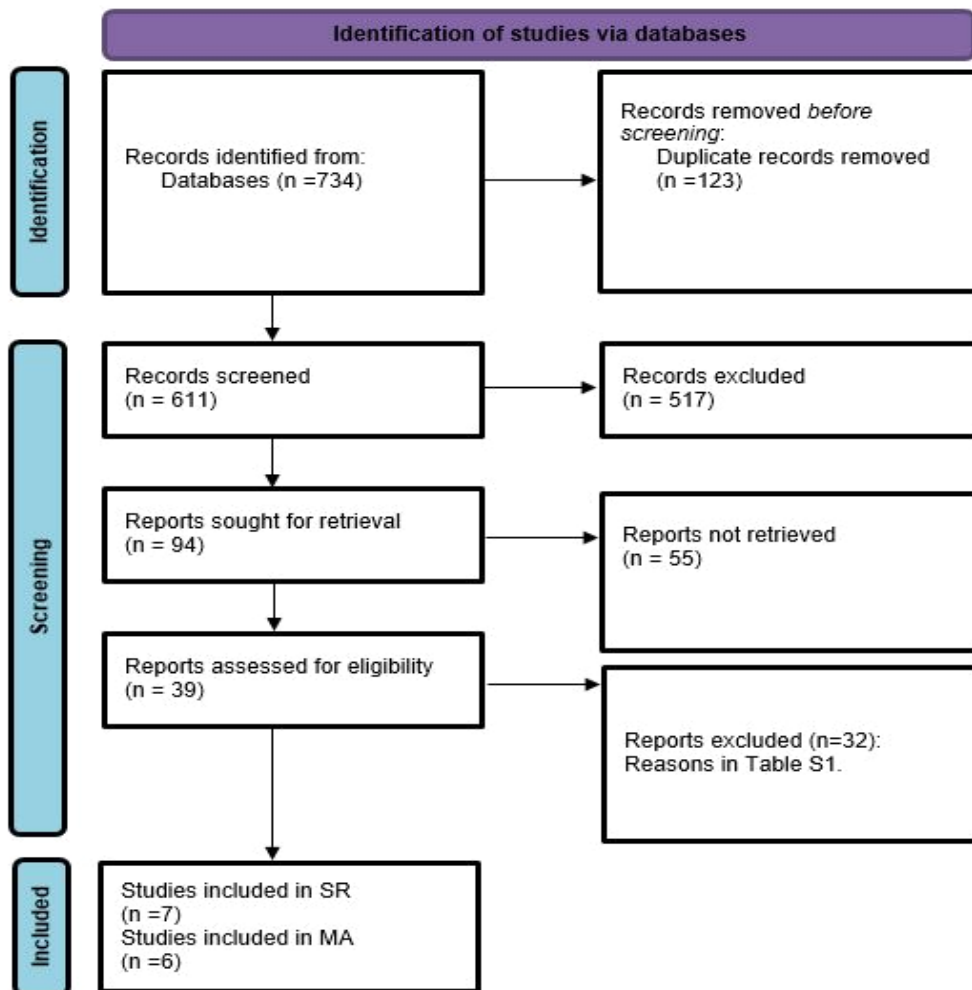 Identification of studies via databases
Identification
Records identified from:
Databases (n =734)
Records removed before
screening:
Duplicate records removed
(n =123)
Screening
Records screened
(n = 611)
Records excluded
(n = 517)
Reports sought for retrieval
(n = 94)
Reports not retrieved
(n = 55)
Reports assessed for eligibility
(n = 39)
Reports excluded (n=32):
Reasons in Table S1.
Included
Studies included in SR
(n =7)
Studies included in MA
(n =6)